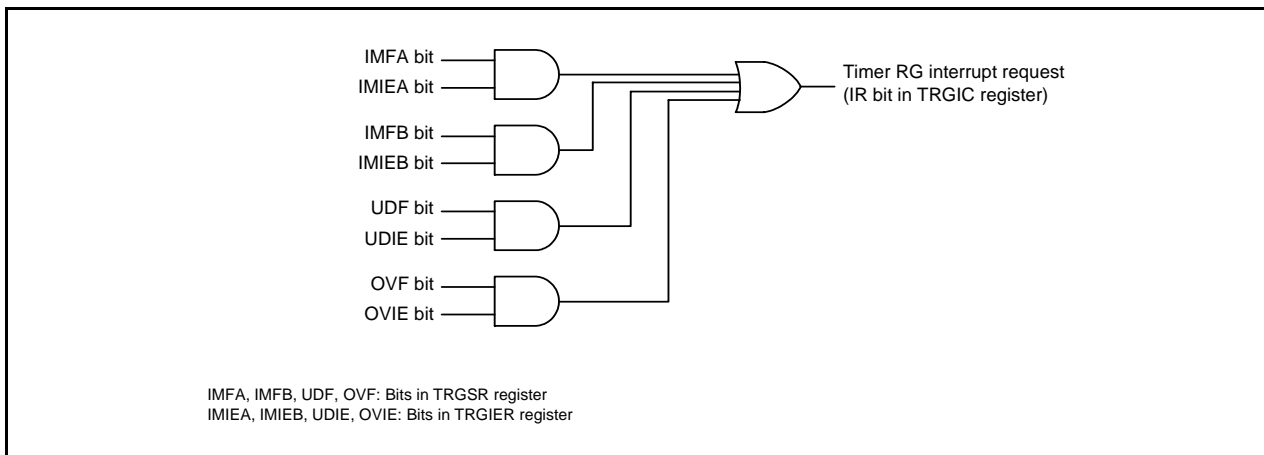 IMFA bit
IMIEA bit
IMFB bit
IMIEB bit
UDF bit
UDIE bit
OVF bit
OVIE bit
Timer RG interrupt request
(IR bit in TRGIC register)
IMFA, IMFB, UDF, OVF: Bits in TRGSR register
IMIEA, IMIEB, UDIE, OVIE: Bits in TRGIER register